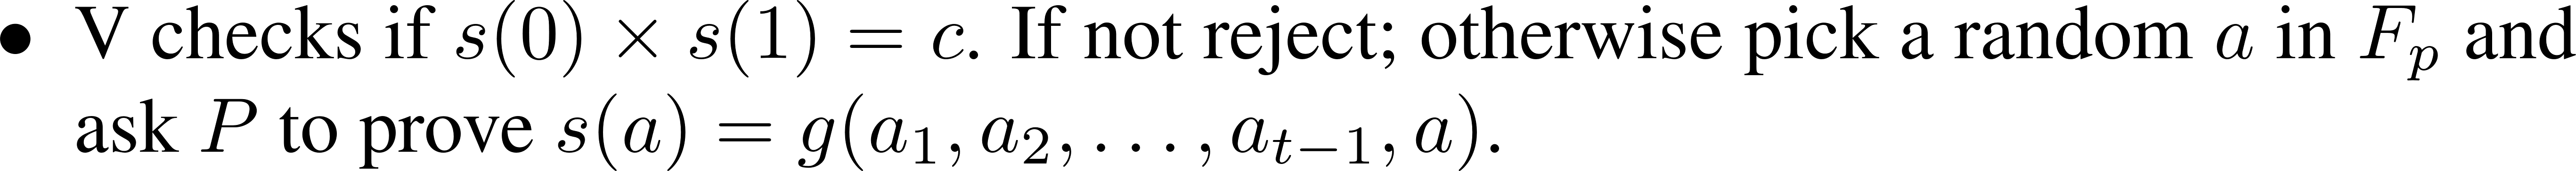 • V checks if s(0) × s(1) = c. If not reject; otherwise pick a random a in F_p and
ask P to prove s(a) = g(a_1, a_2, . . . , a_{t−1}, a).